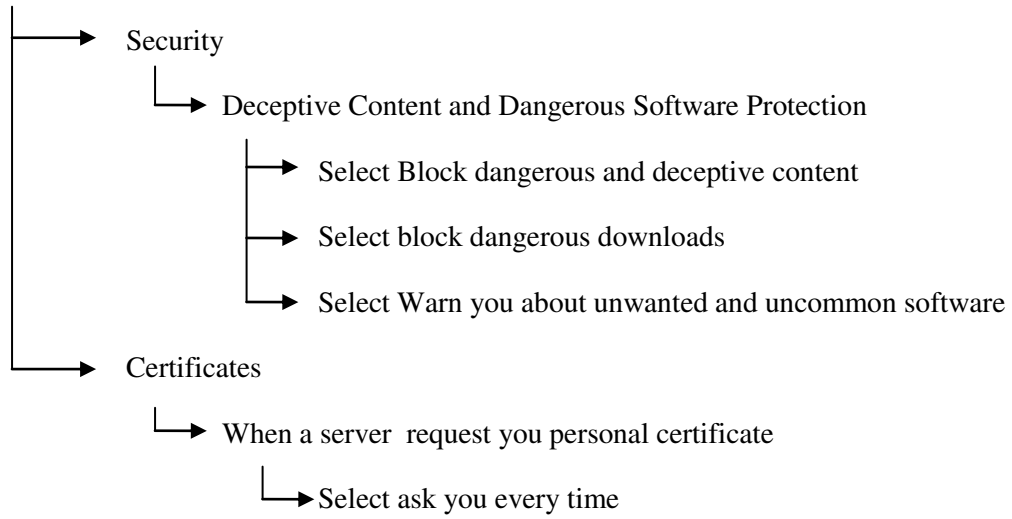 Security
Deceptive Content and Dangerous Software Protection
Select Block dangerous and deceptive content
Select block dangerous downloads
Select Warn you about unwanted and uncommon software
Certificates
When a server request you personal certificate
Select ask you every time